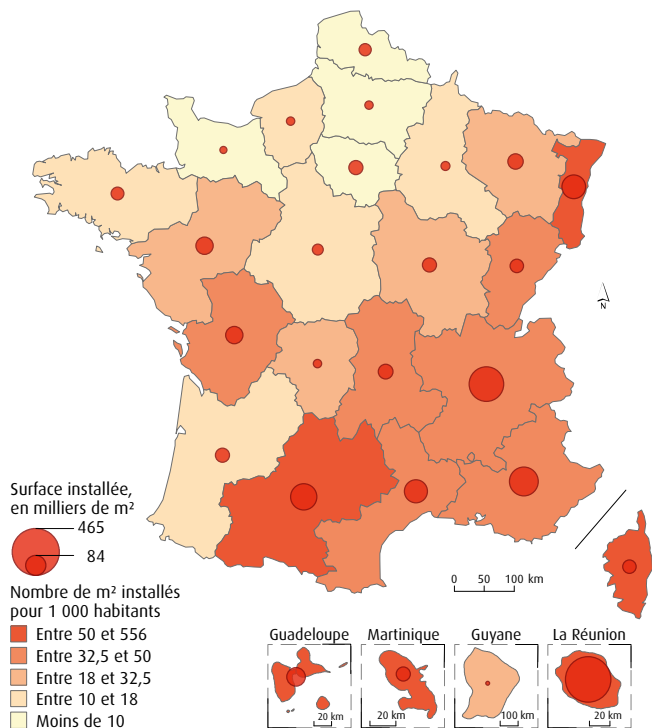 N
Surface installée,
en milliers de m²
465
84
0 50 100 km
Nombre de m² installés
pour 1 000 habitants
Entre 50 et 556
Entre 32,5 et 50
Entre 18 et 32,5
Entre 10 et 18
Moins de 10
Guadeloupe Martinique Guyane La Réunion
20 km 20 km 100 km 20 km